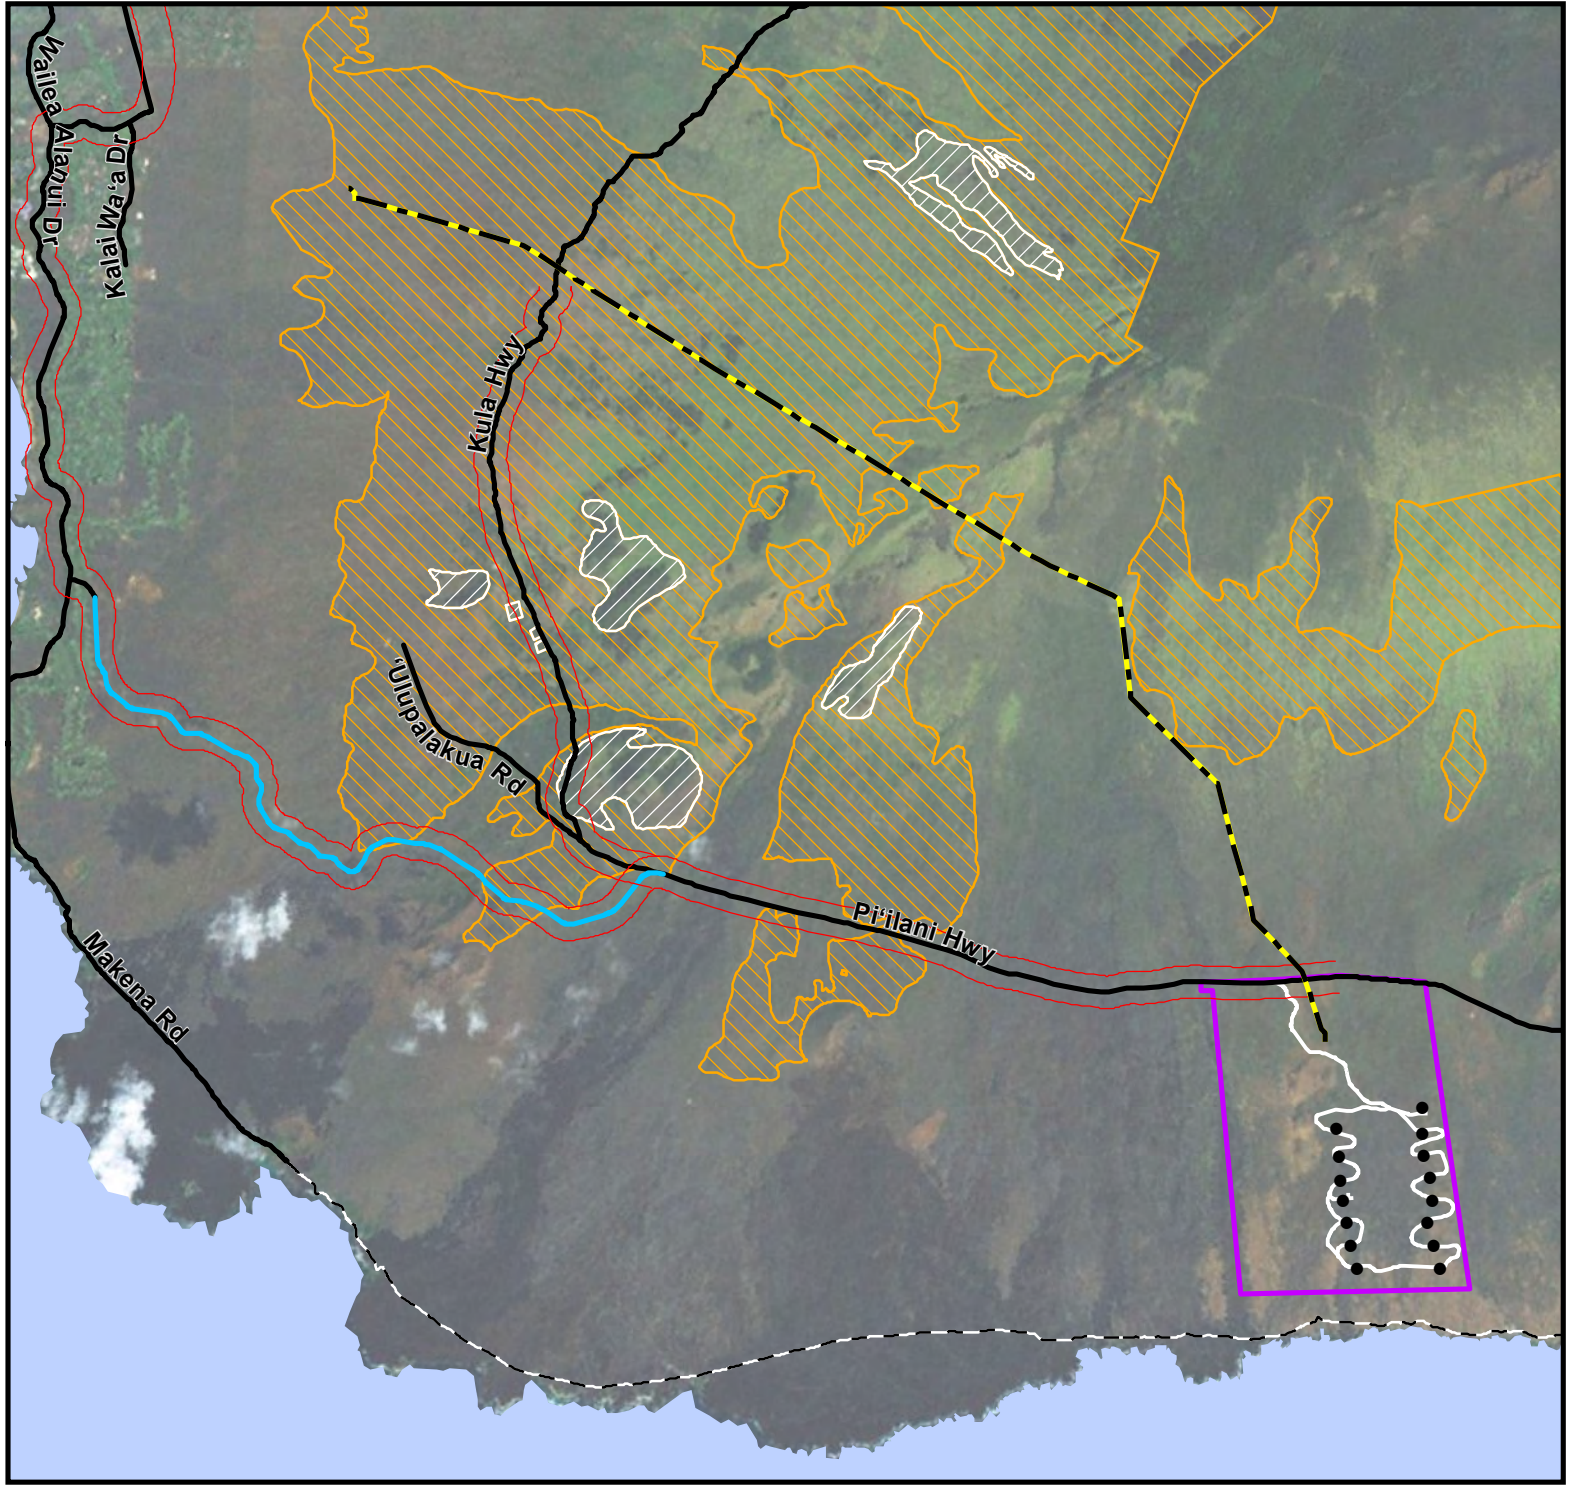 Wailea Alanui Dr
Kalai Wa‘a Dr
Kula Hwy
‘Ulupalakua Rd
Pi‘ilani Hwy
Makena Rd